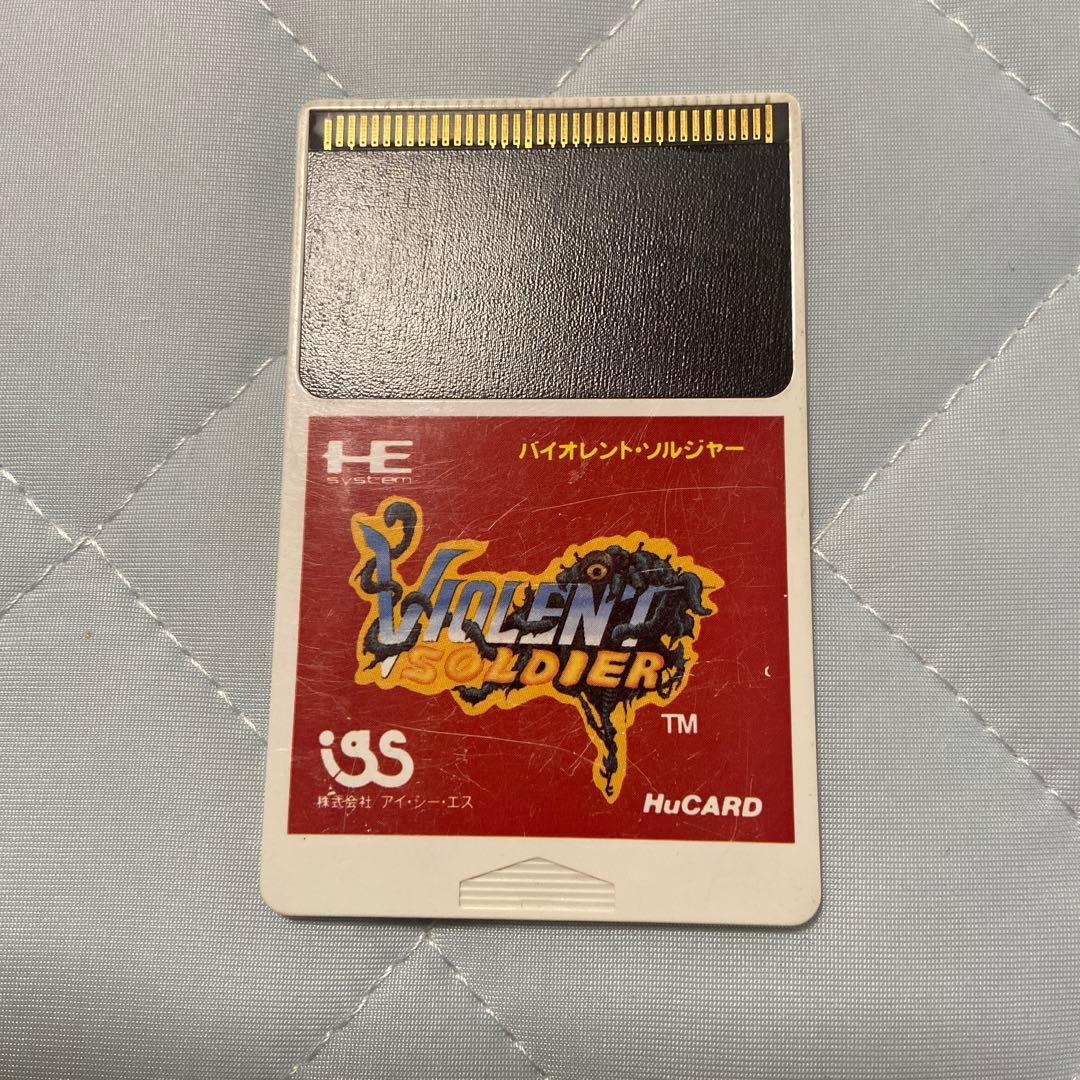 HE
system
バイオレント・ソルジャー
VIOLENT
SOLDIER
TM
igs
株式会社 アイ・シー・エス
HuCARD